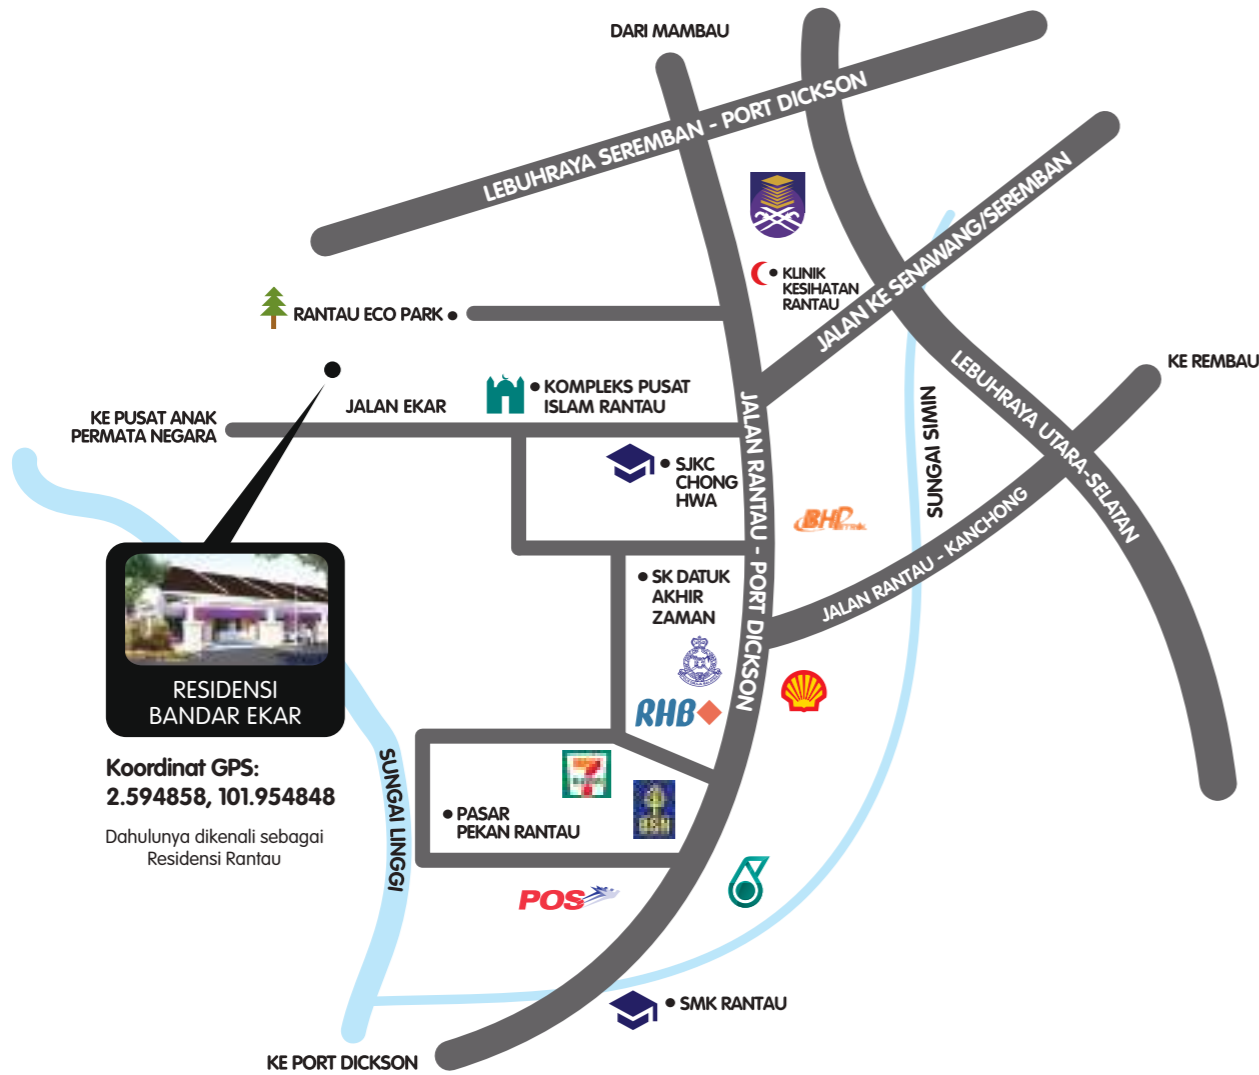 DARI MAMBAU
LEBUHRAYA SEREMBAN - PORT DICKSON
KLINIK
KESIHATAN
RANTAU
JALAN KE SENAWANG/SEREMBAN
RANTAU ECO PARK
KE REMBAU
LEBUHRAYA UTARA-SELATAN
JALAN EKAR
KOMPLEKS PUSAT
ISLAM RANTAU
KE PUSAT ANAK
PERMATA NEGARA
JALAN RANTAU - PORT DICKSON
SUNGAI SIMIN
SJKC
CHONG
HWA
BHPetrol
JALAN RANTAU - KANCHONG
SK DATUK
AKHIR
ZAMAN
RHB
RESIDENSI
BANDAR EKAR
Koordinat GPS:
2.594858, 101.954848
Dahulunya dikenali sebagai
Residensi Rantau
SUNGAI LINGGI
7
BSN
PASAR
PEKAN RANTAU
POS
SMK RANTAU
KE PORT DICKSON